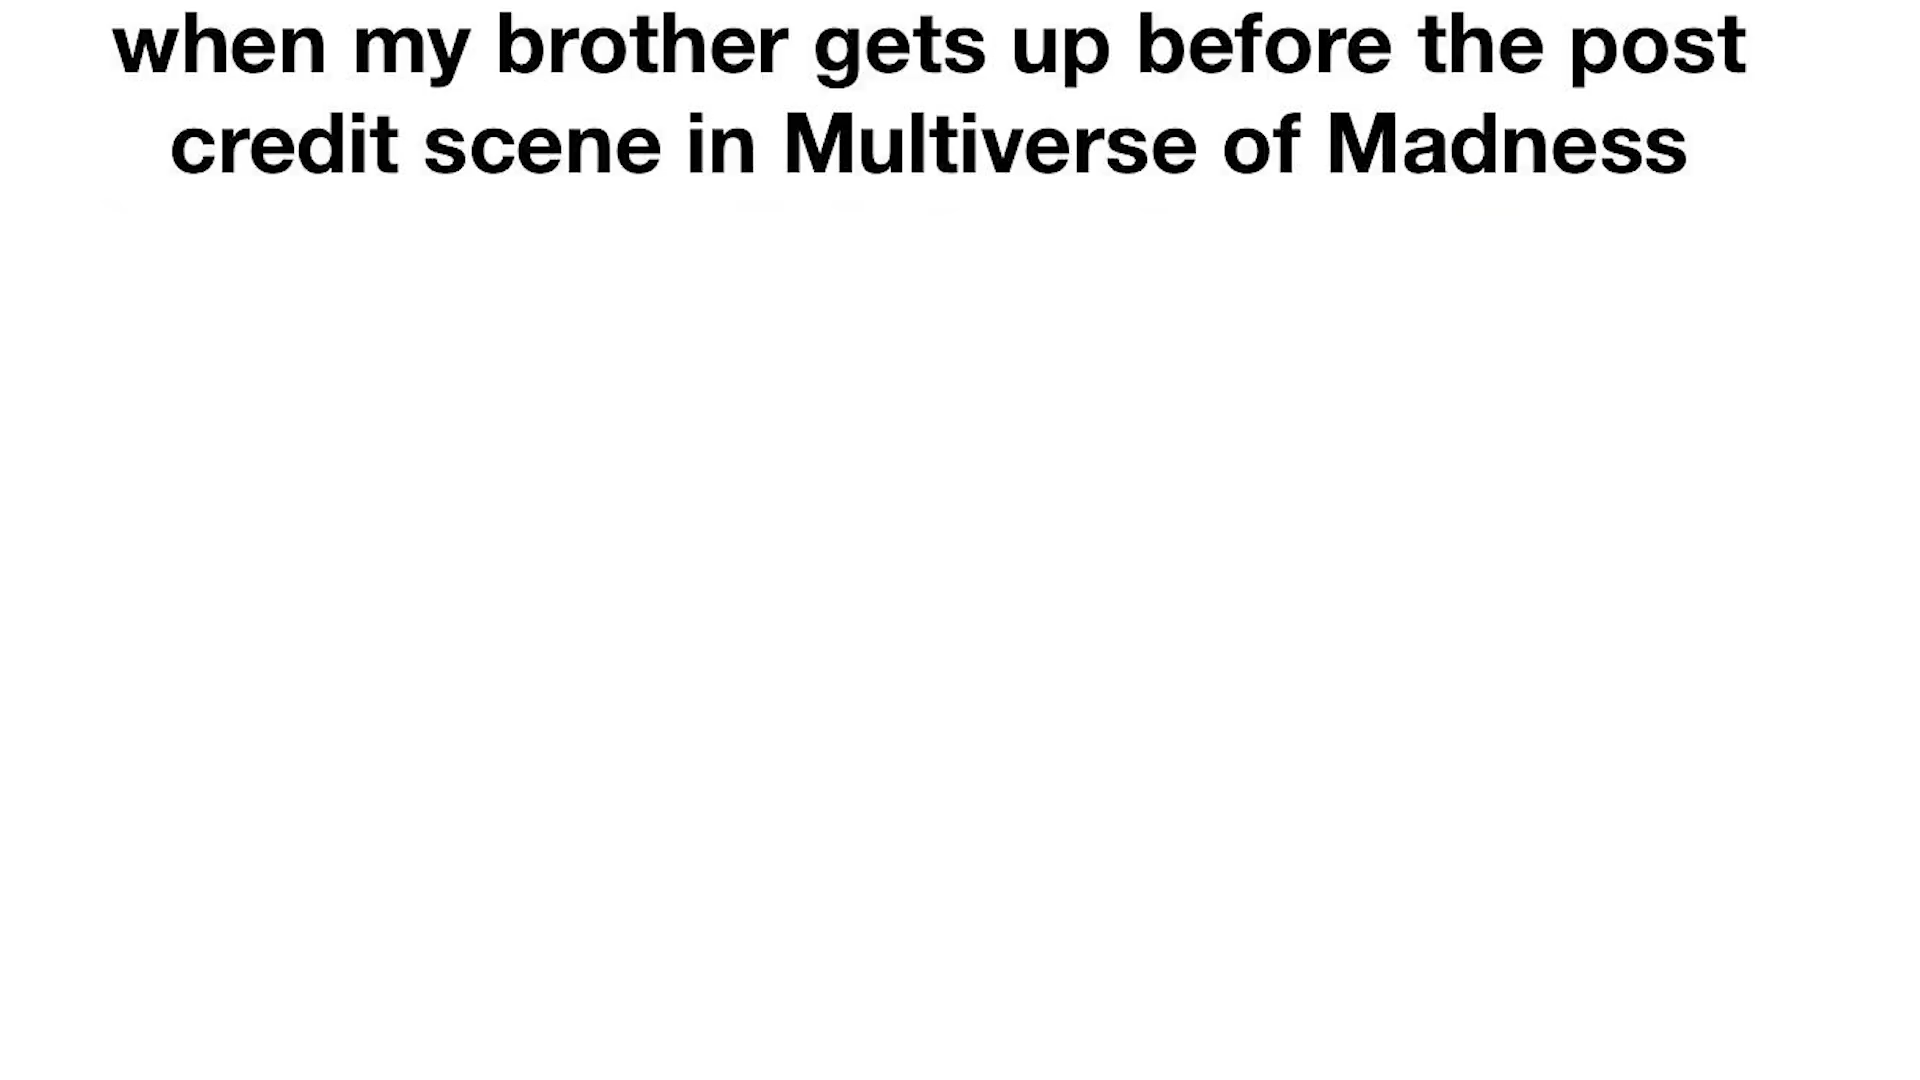 when my brother gets up before the post
credit scene in Multiverse of Madness